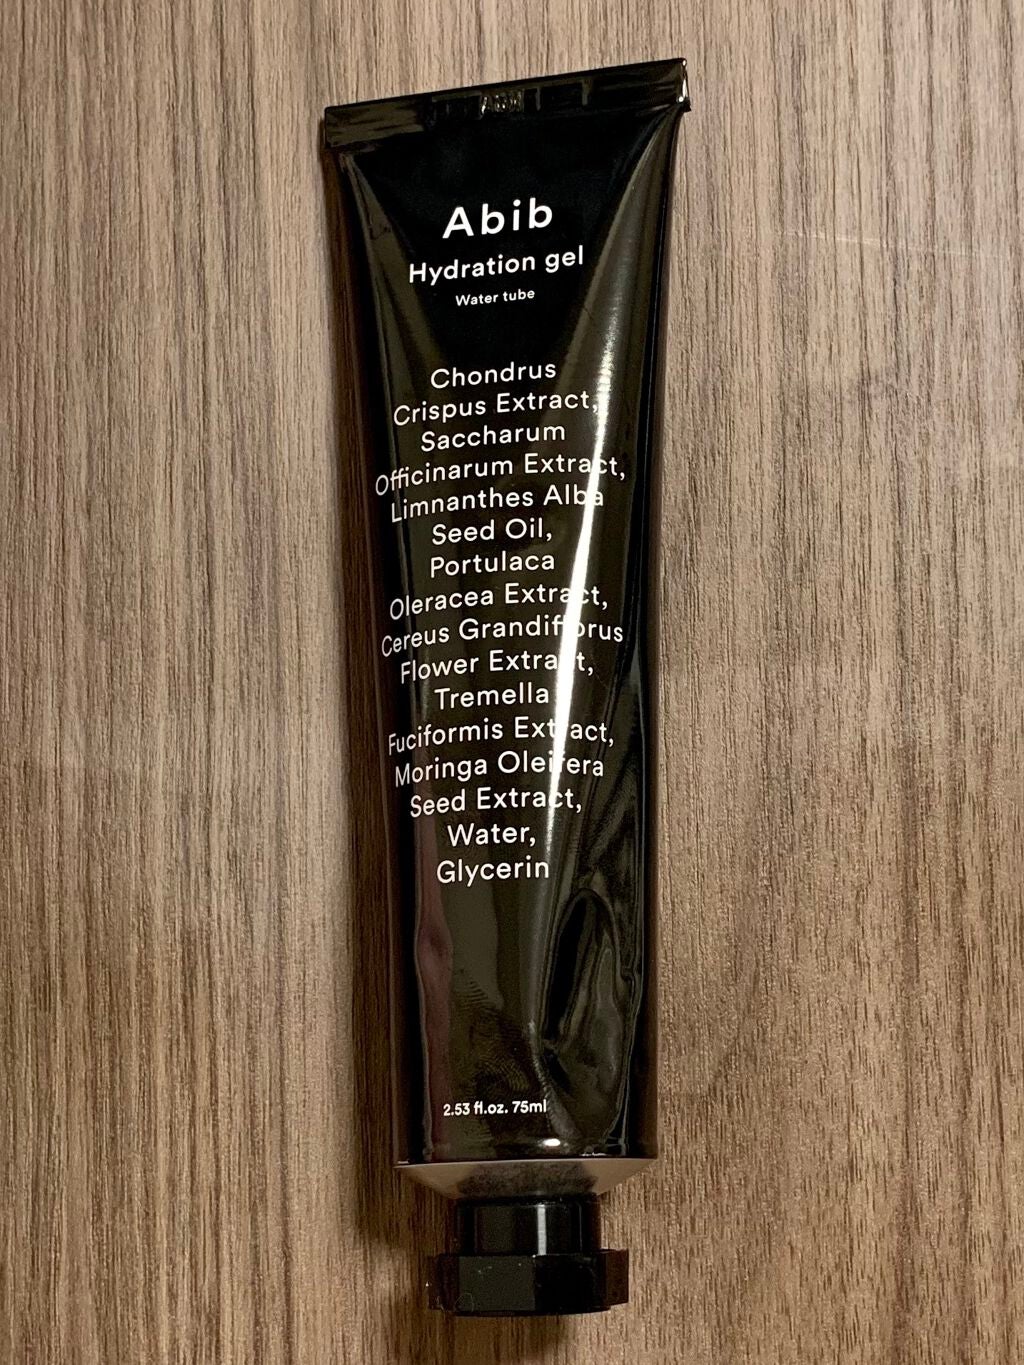 Abib
Hydration gel
Water tube
Chondrus
Crispus Extract,
Saccharum
Officinarum Extract,
Limnanthes Alba
Seed Oil,
Portulaca
Oleracea Extract,
Cereus Grandiflorus
Flower Extract,
Tremella
Fuciformis Extract,
Moringa Oleifera
Seed Extract,
Water,
Glycerin
2.53 fl.oz. 75ml